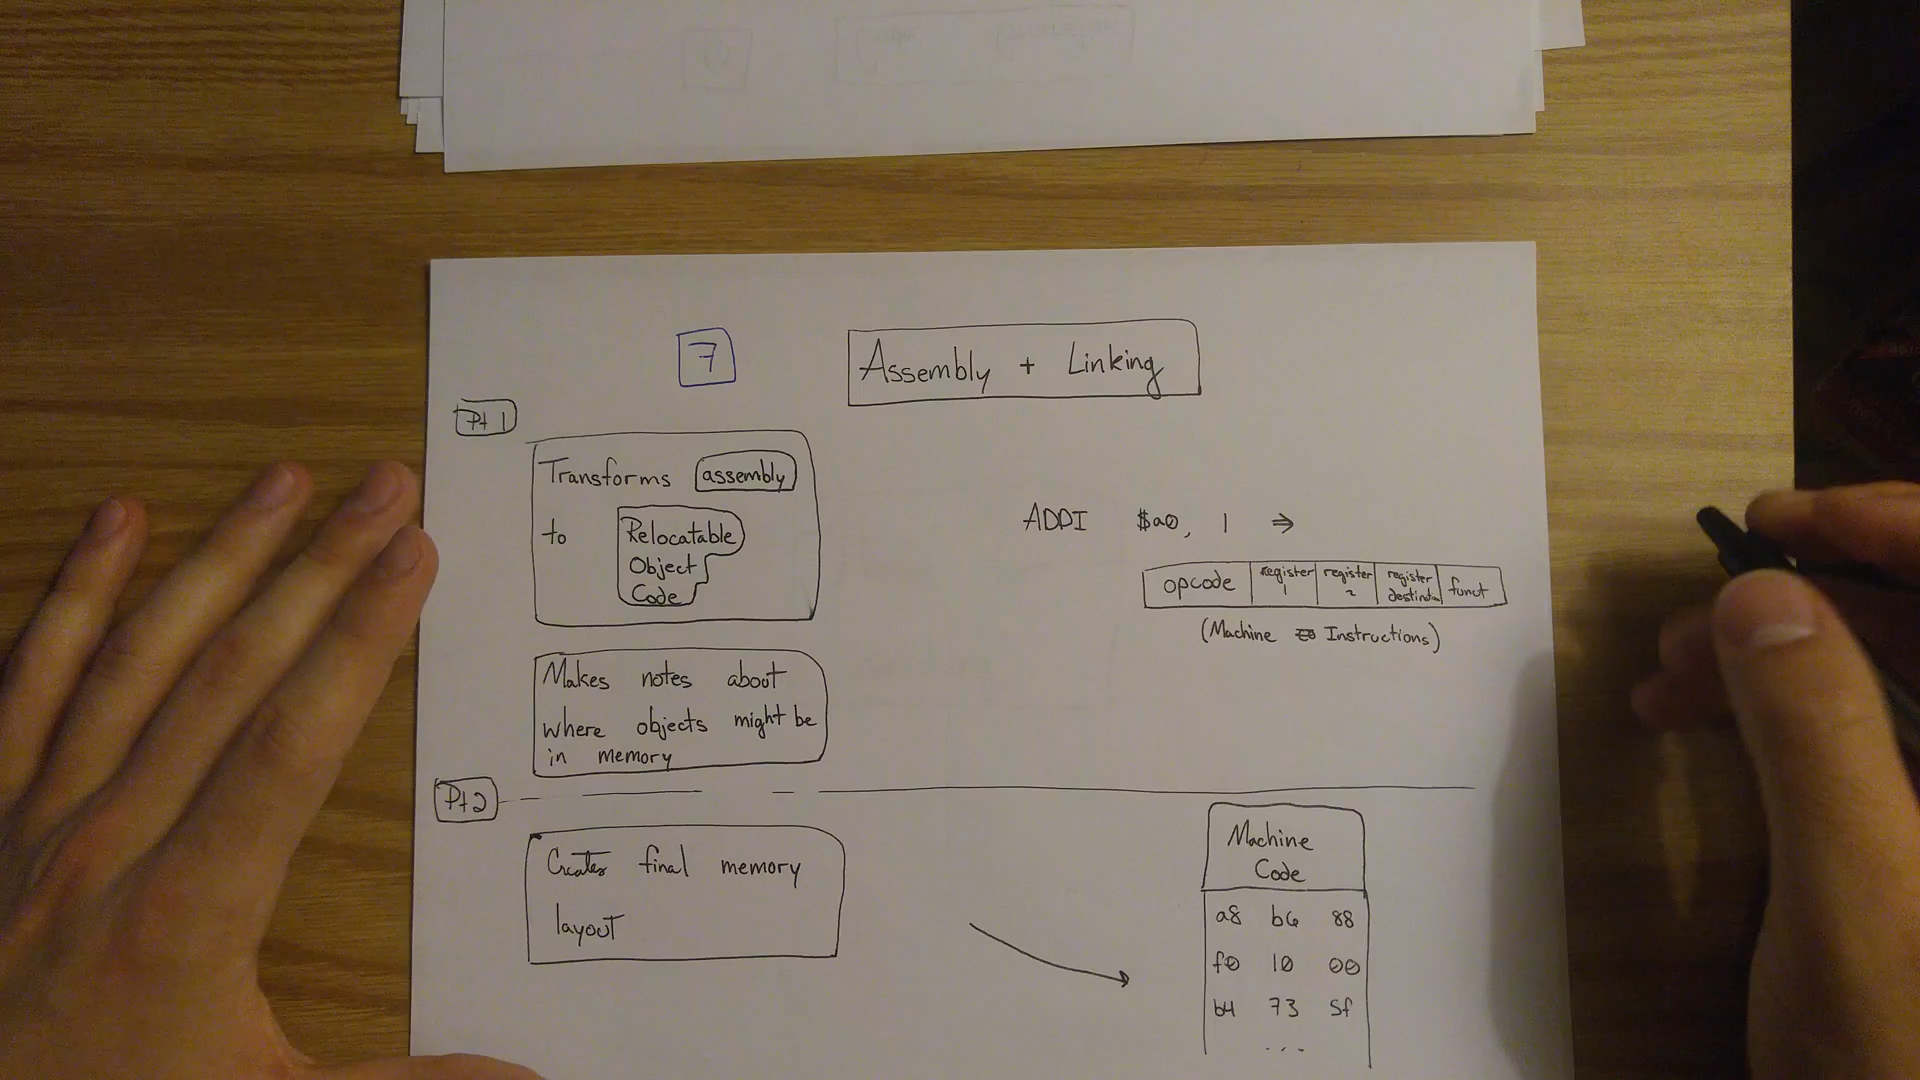 7
Assembly + Linking
Pt 1
Transforms assembly
to Relocatable
Object
Code
ADDI $a0, 1 ⇒
opcode register 1 register 2 register funct
(Machine Instructions)
Makes notes about
where objects might be
in memory
Pt 2
Creates final memory
layout
Machine
Code
a8 b6 88
f0 10 00
b4 73 5f
...